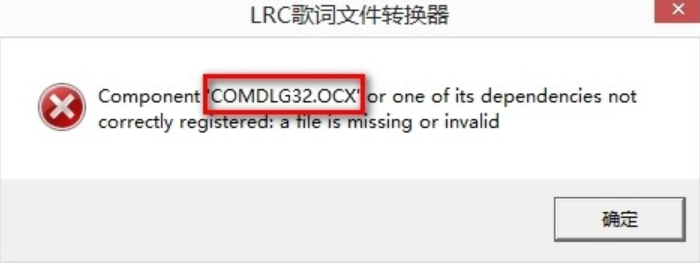 LRC歌词文件转换器
Component 'COMDLG32.OCX' or one of its dependencies not
correctly registered: a file is missing or invalid
确定